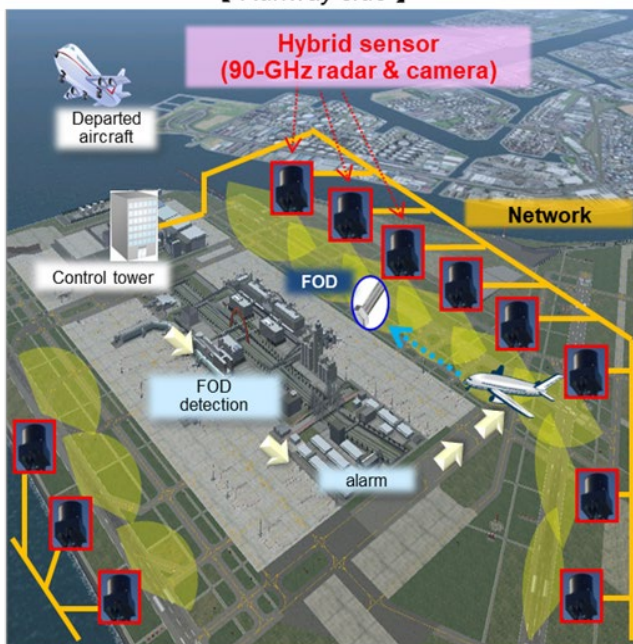 Hybrid sensor
(90-GHz radar & camera)
Departed
aircraft
Network
Control tower
FOD
FOD
detection
alarm